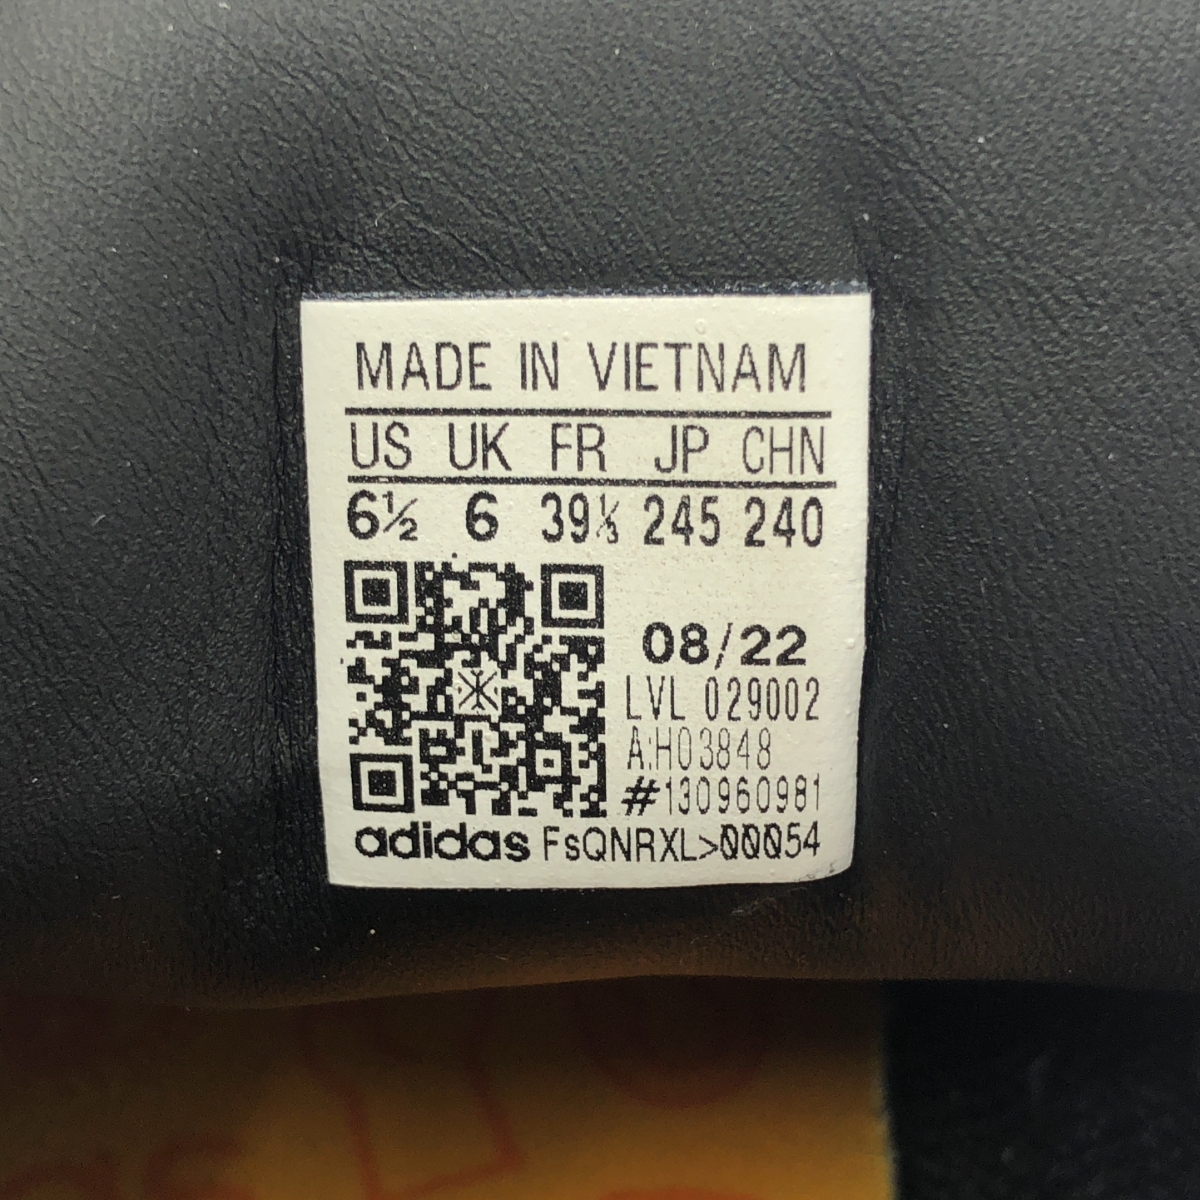 MADE IN VIETNAM
US UK FR JP CHN
6½ 6 39⅓ 245 240
08/22
LVL 029002
A:H03848
#130960981
adidas FsQNRXL>00054